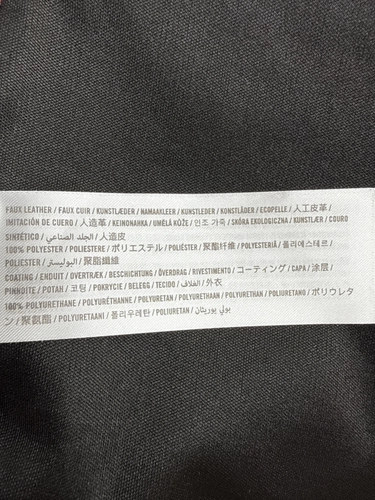 FAUX LEATHER / FAUX CUIR / KUNSTLÆDER / NAMAAKLEER / KUNSTLEDER / KONSTLÄDER / ECOPELLE / 人工皮革 /
IMITACIÓN DE CUERO / 人造革 / KEINONAHKA / UMĚLÁ KŮŽE / 인조 가죽 / SKÓRA EKOLOGICZNA / KUNSTLÆR / COURO
SINTÉTICO / الجلد الصناعي / 人造皮
100% POLYESTER / POLIESTERE / ポリエステル / POLIÉSTER / 聚酯纤维 / POLYESTERIÄ / 폴리에스테르 /
POLIESTER / البوليستر / 聚脂纖維
COATING / ENDUIT / OVERTRÆK / BESCHICHTUNG / ÖVERDRAG / RIVESTIMENTO / コーティング / CAPA / 涂层 /
PINNOITE / POTAH / 코팅 / POKRYCIE / BELEGG / TECIDO / الغلاف / 外衣
100% POLYURETHANE / POLYURÉTHANNE / POLYURETAN / POLYURETHAAN / POLYURETHAN / POLIURETANO / ポリウレタ
ン / 聚氨酯 / POLYURETAANI / 폴리우레탄 / POLIURETAN / بولي يوريثان